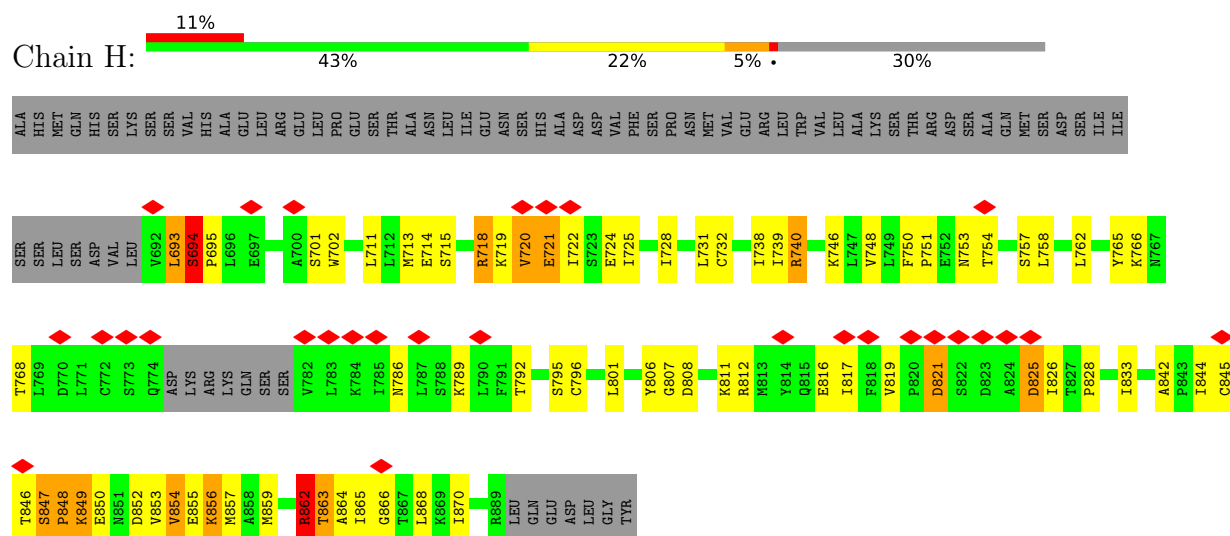 11%
Chain H:
43% 22% 5% • 30%
ALA HIS MET GLN HIS SER LYS SER SER VAL HIS ALA GLU LEU ARG GLU LEU PRO GLU SER THR ALA ASN LEU ILE GLU ASN SER HIS ALA ASP ASP VAL PHE SER PRO ASN MET VAL GLU ARG LEU TRP VAL LEU ALA LYS SER THR ARG ASP SER ALA GLN MET SER ASP SER ILE ILE
SER SER LEU SER ASP VAL LEU V692 L693 S694 P695 L696 E697 A700 S701 W702 L711 L712 M713 E714 S715 R718 K719 V720 E721 I722 S723 E724 I725 I728 L731 C732 I738 I739 R740 K746 L747 V748 L749 F750 P751 E752 N753 T754 S757 L758 L762 Y765 K766 N767
T768 L769 D770 L771 C772 S773 Q774 ASP LYS ARG LYS GLN SER SER V782 L783 K784 I785 N786 L787 S788 K789 L790 F791 T792 S795 C796 L801 Y806 G807 D808 K811 R812 M813 Y814 Q815 E816 I817 F818 V819 P820 D821 S822 D823 A824 D825 I826 T827 P828 I833 A842 P843 I844 C845
T846 S847 P848 K849 E850 N851 D852 V853 V854 E855 K856 M857 A858 M859 R862 T863 A864 I865 G866 T867 L868 K869 I870 R889 LEU GLN GLU ASP LEU GLY TYR